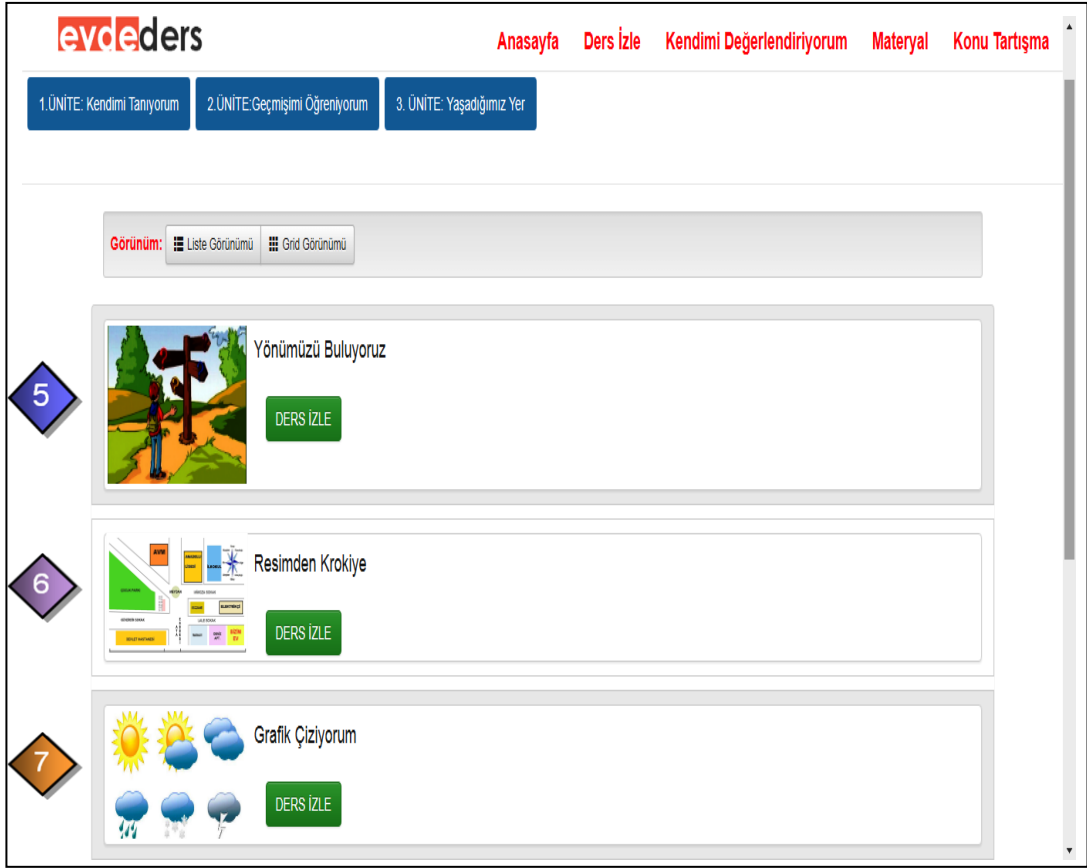 evdeders
Anasayfa Ders İzle Kendimi Değerlendiriyorum Materyal Konu Tartışma
1.ÜNİTE: Kendimi Tanıyorum 2.ÜNİTE:Geçmişimi Öğreniyorum 3. ÜNİTE: Yaşadığımız Yer
Görünüm: Liste Görünümü Grid Görünümü
5
Yönümüzü Buluyoruz
DERS İZLE
6
Resimden Krokiye
AVM
DERS İZLE
7
Grafik Çiziyorum
DERS İZLE